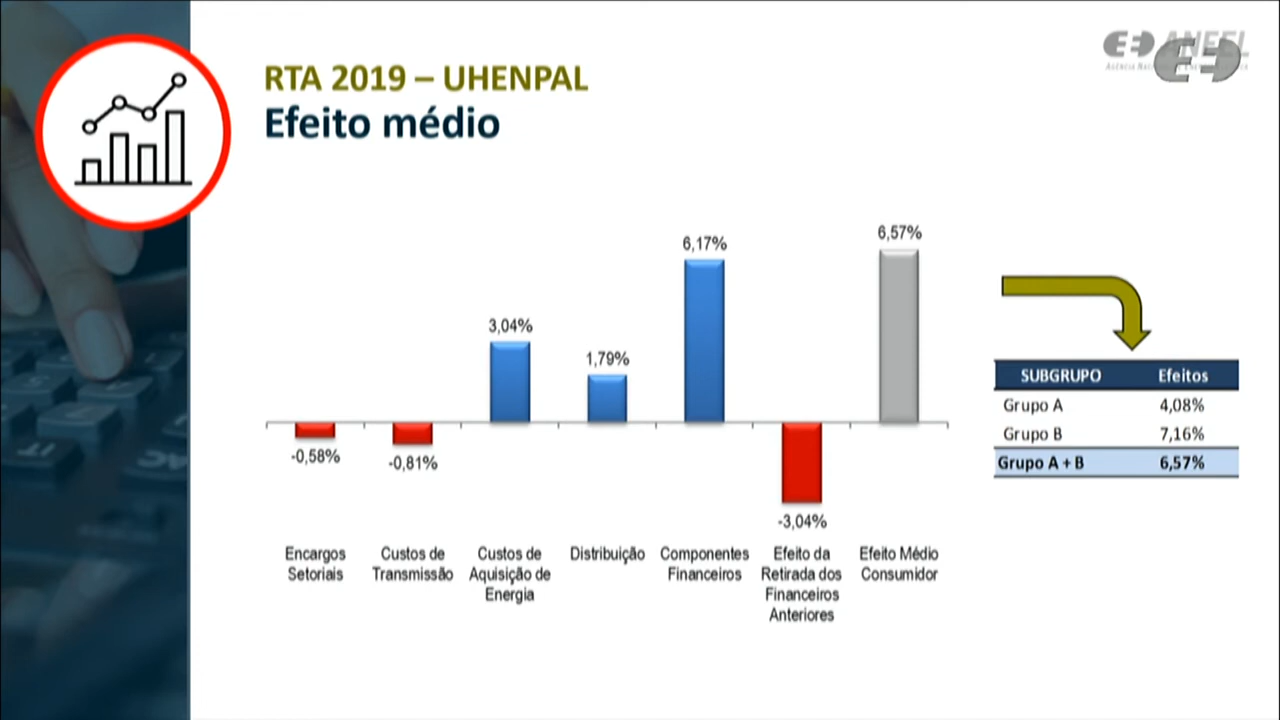 RTA 2019 – UHENPAL
Efeito médio
ANEEL
6,57%
6,17%
3,04%
1,79%
-0,58%
-0,81%
-3,04%
Encargos
Setoriais
Custos de
Transmissão
Custos de
Aquisição de
Energia
Distribuição
Componentes
Financeiros
Efeito da
Retirada dos
Financeiros
Anteriores
Efeito Médio
Consumidor
SUBGRUPO Efeitos
Grupo A 4,08%
Grupo B 7,16%
Grupo A + B 6,57%